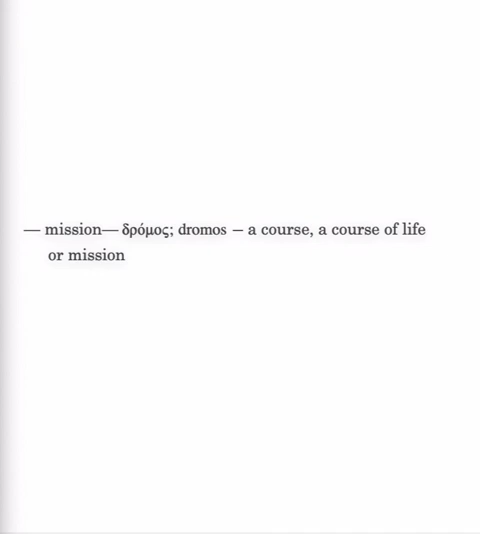 — mission— δρόμος; dromos – a course, a course of life
or mission